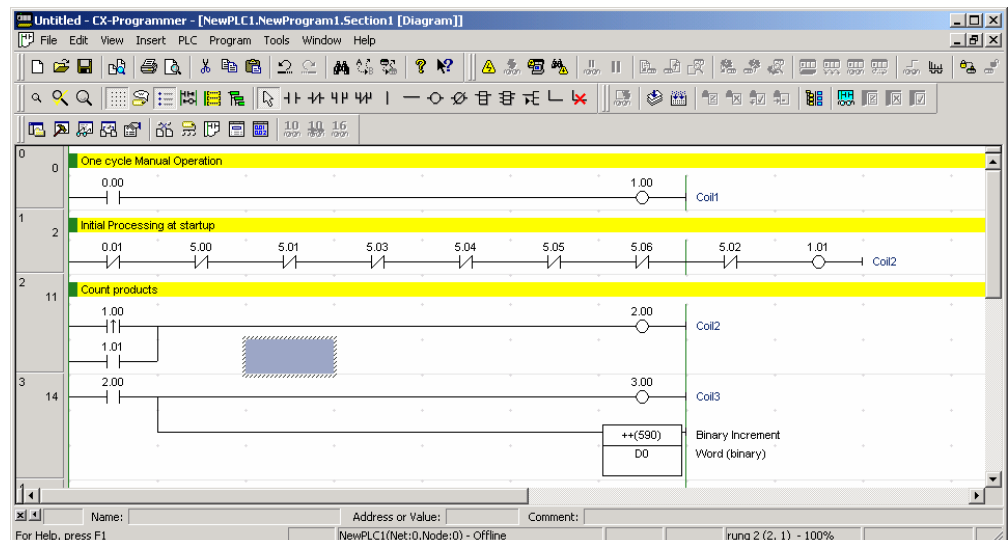 Untitled - CX-Programmer - [NewPLC1.NewProgram1.Section1 [Diagram]]
File Edit View Insert PLC Program Tools Window Help
10 10 16
0 0 One cycle Manual Operation
0.00 1.00
Coil1
1 2 Initial Processing at startup
0.01 5.00 5.01 5.03 5.04 5.05 5.06 5.02 1.01
Coil2
2 11 Count products
1.00 2.00
Coil2
1.01
3 14 2.00 3.00
Coil3
++(590) Binary Increment
D0 Word (binary)
Name: Address or Value: Comment:
For Help, press F1 NewPLC1(Net:0,Node:0) - Offline rung 2 (2, 1) - 100%